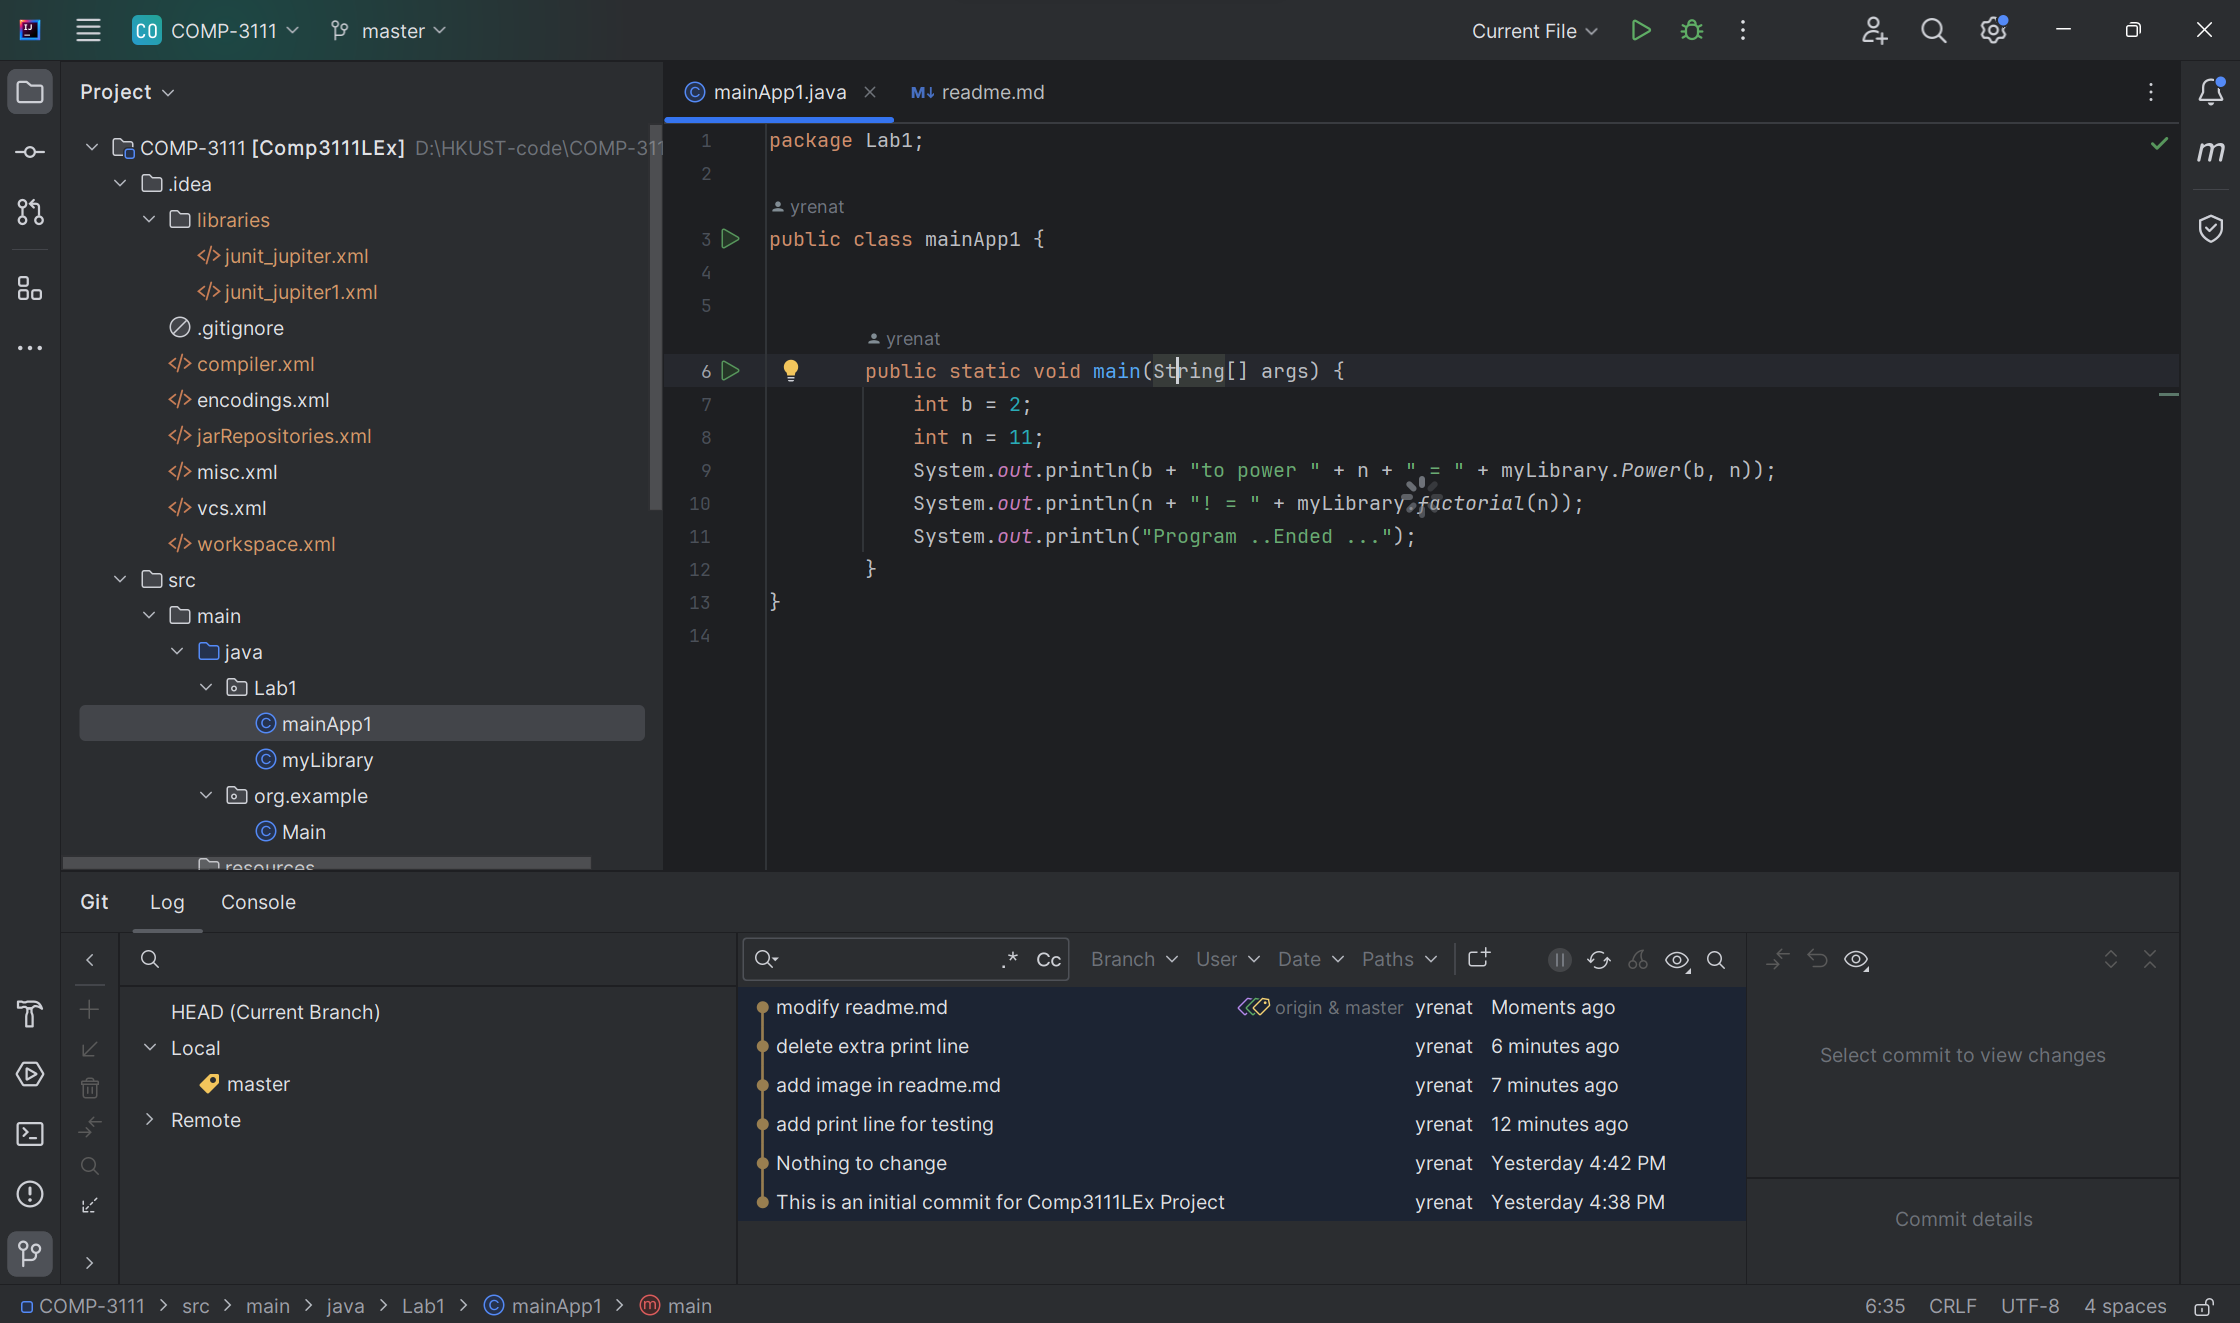 CO COMP-3111 master Current File
Project
COMP-3111 [Comp3111LEx] D:\HKUST-code\COMP-311
.idea
libraries
</> junit_jupiter.xml
</> junit_jupiter1.xml
.gitignore
</> compiler.xml
</> encodings.xml
</> jarRepositories.xml
</> misc.xml
</> vcs.xml
</> workspace.xml
src
main
java
Lab1
C mainApp1
C myLibrary
org.example
C Main
resources
C mainApp1.java M↓ readme.md
1 package Lab1;
2
yrenat
3 public class mainApp1 {
4
5
yrenat
6 public static void main(String[] args) {
7 int b = 2;
8 int n = 11;
9 System.out.println(b + "to power " + n + " = " + myLibrary.Power(b, n));
10 System.out.println(n + "! = " + myLibrary.factorial(n));
11 System.out.println("Program ..Ended ...");
12 }
13 }
14
m
Git Log Console
HEAD (Current Branch)
Local
master
Remote
.* Cc Branch User Date Paths
modify readme.md origin & master yrenat Moments ago
delete extra print line yrenat 6 minutes ago
add image in readme.md yrenat 7 minutes ago
add print line for testing yrenat 12 minutes ago
Nothing to change yrenat Yesterday 4:42 PM
This is an initial commit for Comp3111LEx Project yrenat Yesterday 4:38 PM
Select commit to view changes
Commit details
COMP-3111 > src > main > java > Lab1 > C mainApp1 > m main 6:35 CRLF UTF-8 4 spaces